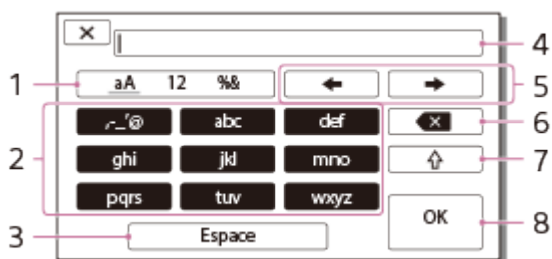 4
1 aA 12 %& 5
,-_'@ abc def 6
2 ghi jkl mno 7
pqrs tuv wxyz OK 8
3 Espace